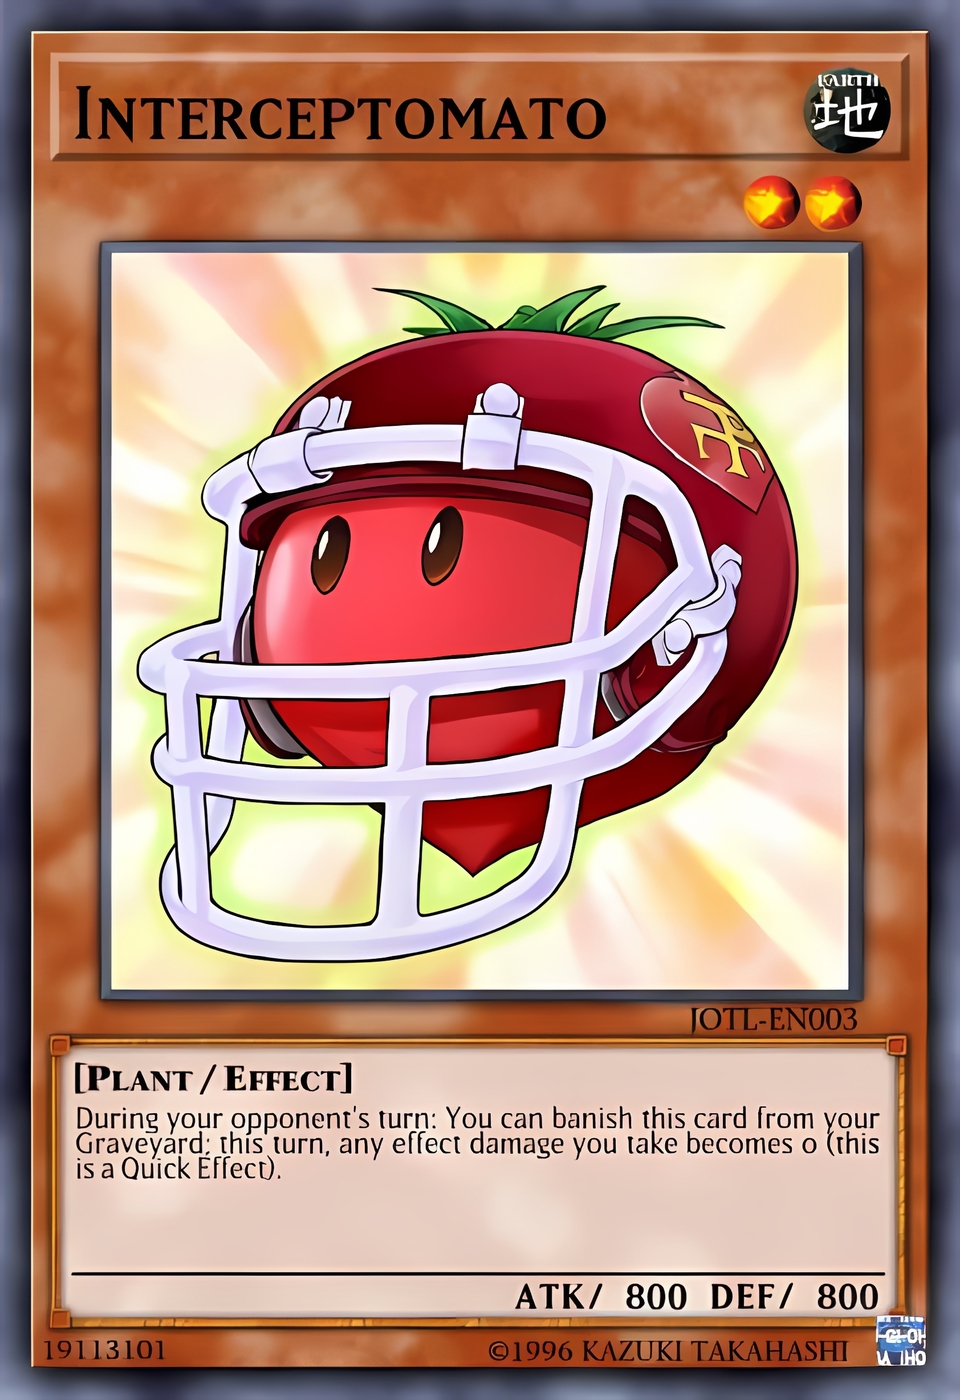 INTERCEPTOMATO
EARTH
地
JOTL-EN003
[PLANT / EFFECT]
During your opponent's turn: You can banish this card from your
Graveyard; this turn, any effect damage you take becomes 0 (this
is a Quick Effect).
ATK/ 800 DEF/ 800
19113101
©1996 KAZUKI TAKAHASHI